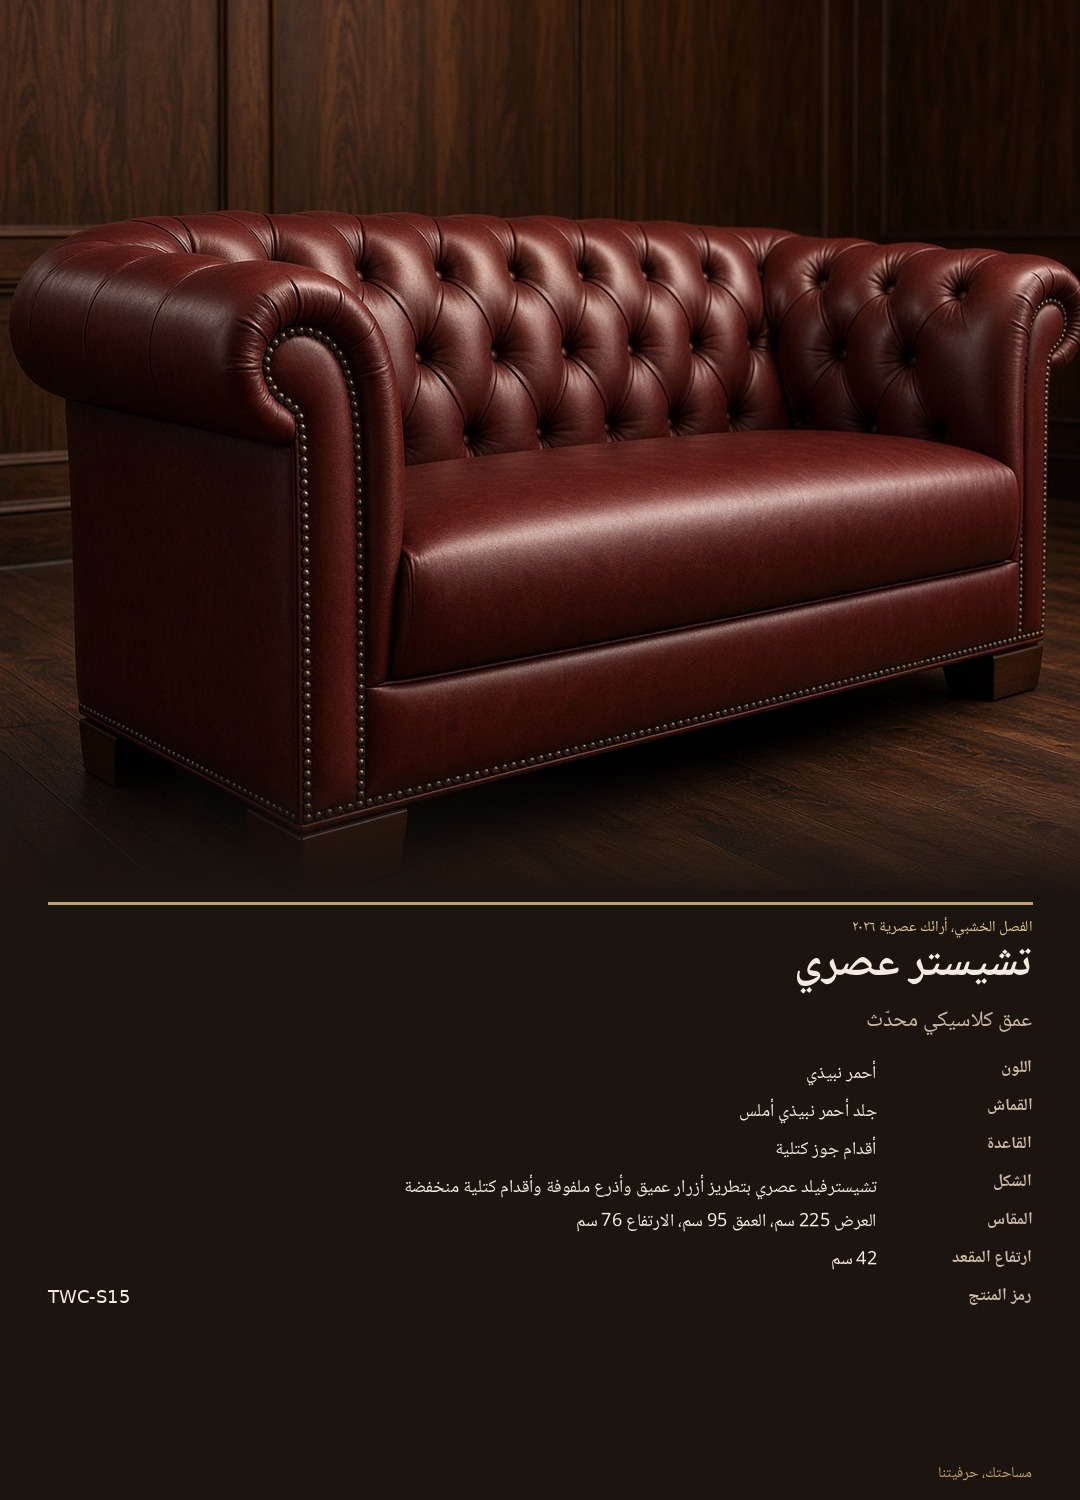 الفصل الخشبي، أرائك عصرية ٢٠٢٦
تشيستر عصري
عمق كلاسيكي محدّث
اللون أحمر نبيذي
القماش جلد أحمر نبيذي أملس
القاعدة أقدام جوز كتلية
الشكل تشيسترفيلد عصري بتطريز أزرار عميق وأذرع ملفوفة وأقدام كتلية منخفضة
المقاس العرض 225 سم، العمق 95 سم، الارتفاع 76 سم
ارتفاع المقعد 42 سم
رمز المنتج TWC-S15
مساحتك، حرفيتنا